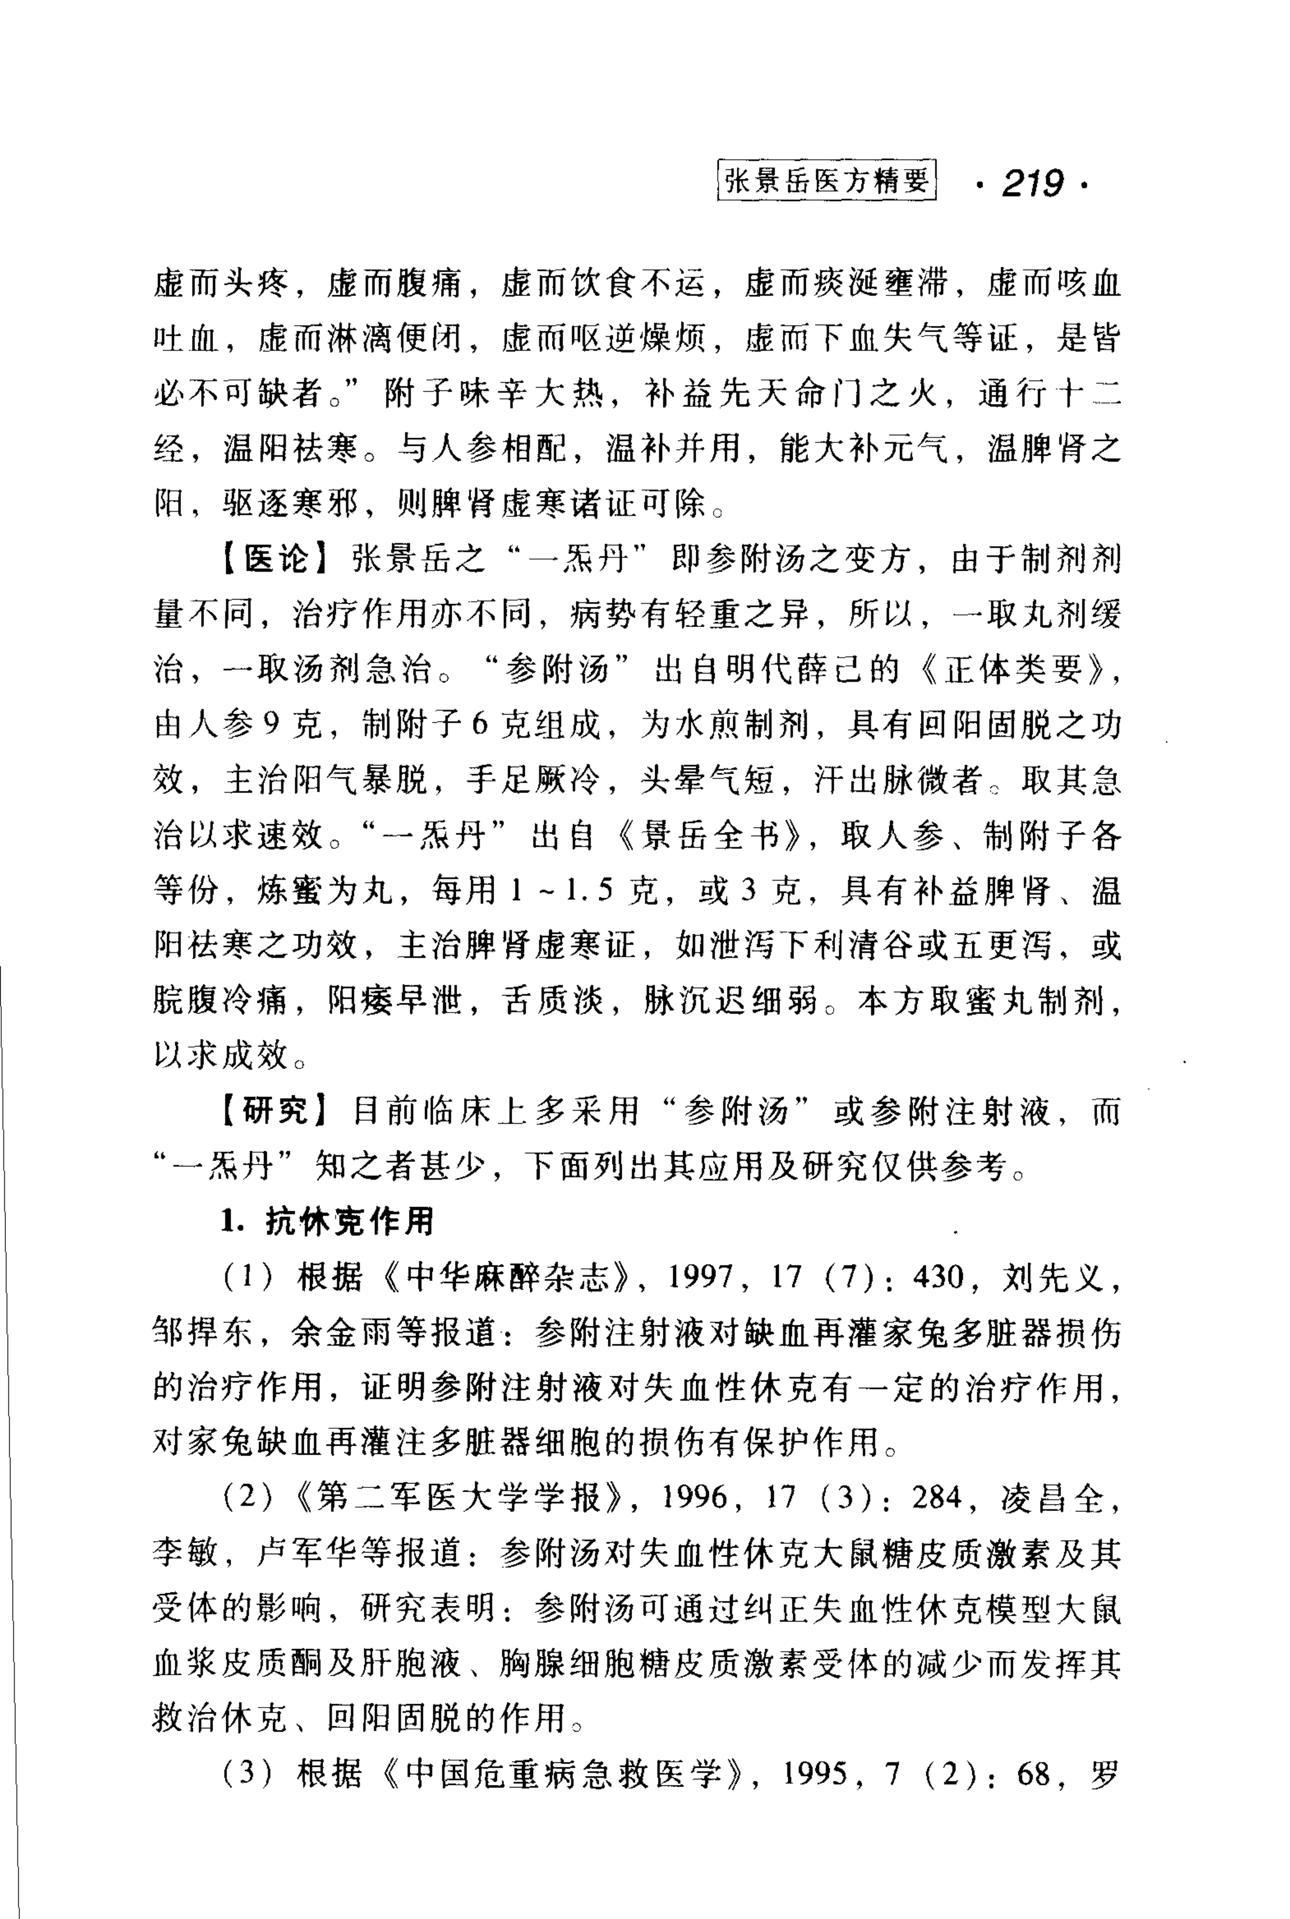 张景岳医方精要 · 219 ·
虚而头疼，虚而腹痛，虚而饮食不运，虚而痰涎壅滞，虚而咳血
吐血，虚而淋漓便闭，虚而呕逆燥烦，虚而下血失气等证，是皆
必不可缺者。” 附子味辛大热，补益先天命门之火，通行十二
经，温阳祛寒。与人参相配，温补并用，能大补元气，温脾肾之
阳，驱逐寒邪，则脾肾虚寒诸证可除。
【医论】张景岳之“一炁丹”即参附汤之变方，由于制剂剂
量不同，治疗作用亦不同，病势有轻重之异，所以，一取丸剂缓
治，一取汤剂急治。“参附汤”出自明代薛己的《正体类要》，
由人参9克，制附子6克组成，为水煎制剂，具有回阳固脱之功
效，主治阳气暴脱，手足厥冷，头晕气短，汗出脉微者。取其急
治以求速效。“一炁丹”出自《景岳全书》，取人参、制附子各
等份，炼蜜为丸，每用1~1.5克，或3克，具有补益脾肾、温
阳祛寒之功效，主治脾肾虚寒证，如泄泻下利清谷或五更泻，或
脘腹冷痛，阳痿早泄，舌质淡，脉沉迟细弱。本方取蜜丸制剂，
以求成效。
【研究】目前临床上多采用“参附汤”或参附注射液，而
“一炁丹”知之者甚少，下面列出其应用及研究仅供参考。
1. 抗休克作用
(1) 根据《中华麻醉杂志》，1997，17 (7)：430，刘先义，
邹捍东，余金雨等报道：参附注射液对缺血再灌家兔多脏器损伤
的治疗作用，证明参附注射液对失血性休克有一定的治疗作用，
对家兔缺血再灌注多脏器细胞的损伤有保护作用。
(2)《第二军医大学学报》，1996，17 (3)：284，凌昌全，
李敏，卢军华等报道：参附汤对失血性休克大鼠糖皮质激素及其
受体的影响，研究表明：参附汤可通过纠正失血性休克模型大鼠
血浆皮质酮及肝胞液、胸腺细胞糖皮质激素受体的减少而发挥其
救治休克、回阳固脱的作用。
(3) 根据《中国危重病急救医学》，1995，7 (2)：68，罗